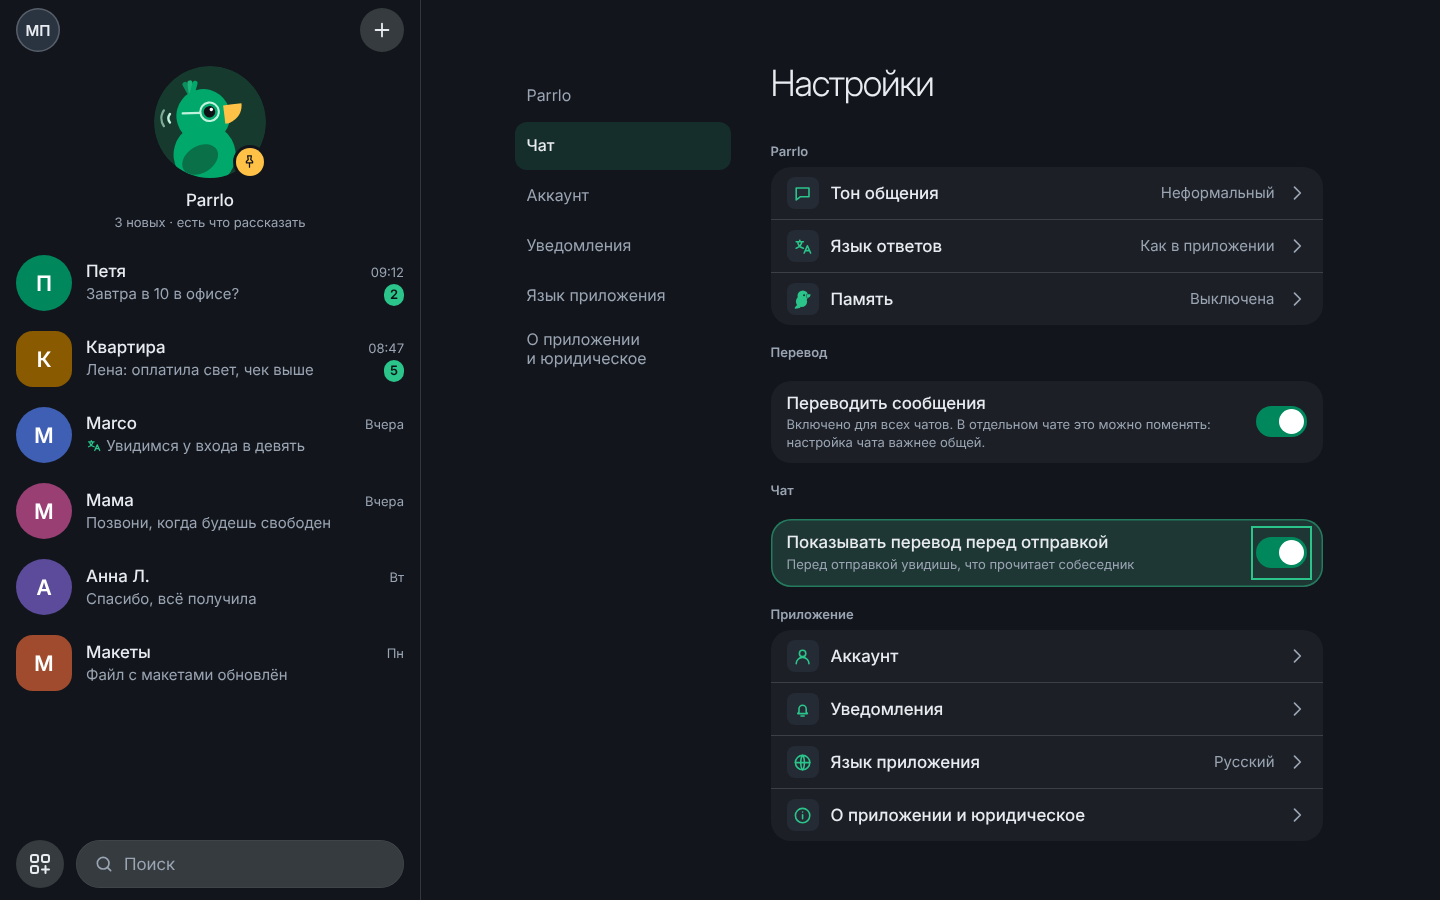 МП
Parrlo
3 новых · есть что рассказать
Петя
09:12
Завтра в 10 в офисе?
2
П
Квартира
08:47
Лена: оплатила свет, чек выше
5
К
Marco
Вчера
Увидимся у входа в девять
M
Мама
Вчера
Позвони, когда будешь свободен
М
Анна Л.
Вт
Спасибо, всё получила
А
Макеты
Пн
Файл с макетами обновлён
М
Поиск
Parrlo
Чат
Аккаунт
Уведомления
Язык приложения
О приложении
и юридическое
Настройки
Parrlo
Тон общения
Неформальный
Язык ответов
Как в приложении
Память
Выключена
Перевод
Переводить сообщения
Включено для всех чатов. В отдельном чате это можно поменять:
настройка чата важнее общей.
Чат
Показывать перевод перед отправкой
Перед отправкой увидишь, что прочитает собеседник
Приложение
Аккаунт
Уведомления
Язык приложения
Русский
О приложении и юридическое